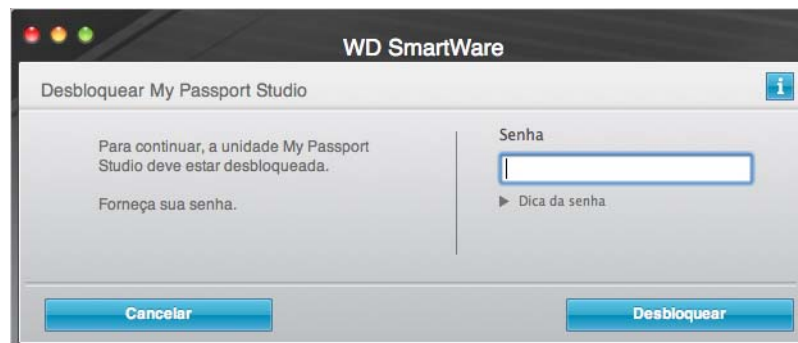 WD SmartWare
Desbloquear My Passport Studio
i
Para continuar, a unidade My Passport
Studio deve estar desbloqueada.
Forneça sua senha.
Senha
Dica da senha
Cancelar
Desbloquear